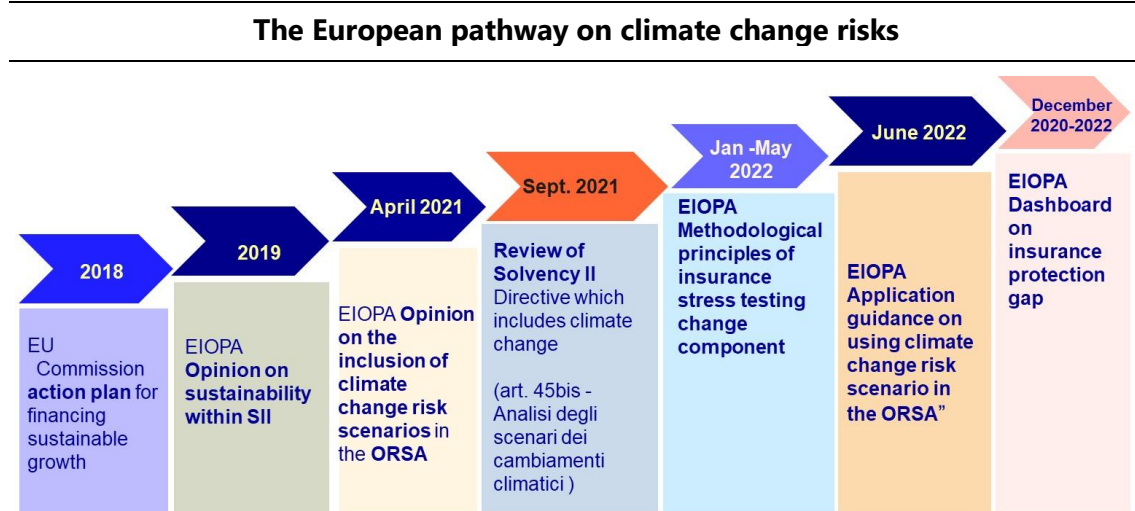 The European pathway on climate change risks
2018
EU
Commission
action plan for
financing
sustainable
growth
2019
EIOPA
Opinion on
sustainability
within SII
April 2021
EIOPA Opinion
on the
inclusion of
climate
change risk
scenarios in
the ORSA
Sept. 2021
Review of
Solvency II
Directive which
includes climate
change
(art. 45bis -
Analisi degli
scenari dei
cambiamenti
climatici )
Jan -May
2022
EIOPA
Methodological
principles of
insurance
stress testing
change
component
June 2022
EIOPA
Application
guidance on
using climate
change risk
scenario in
the ORSA”
December
2020-2022
EIOPA
Dashboard
on
insurance
protection
gap